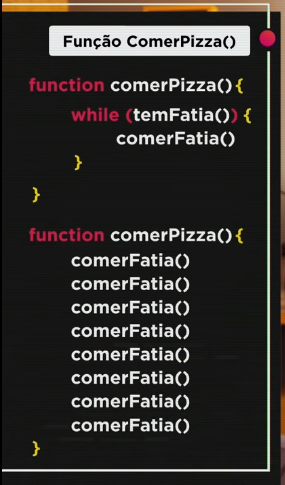 Função ComerPizza()
function comerPizza(){
while (temFatia()) {
comerFatia()
}
}
function comerPizza(){
comerFatia()
comerFatia()
comerFatia()
comerFatia()
comerFatia()
comerFatia()
comerFatia()
comerFatia()
}